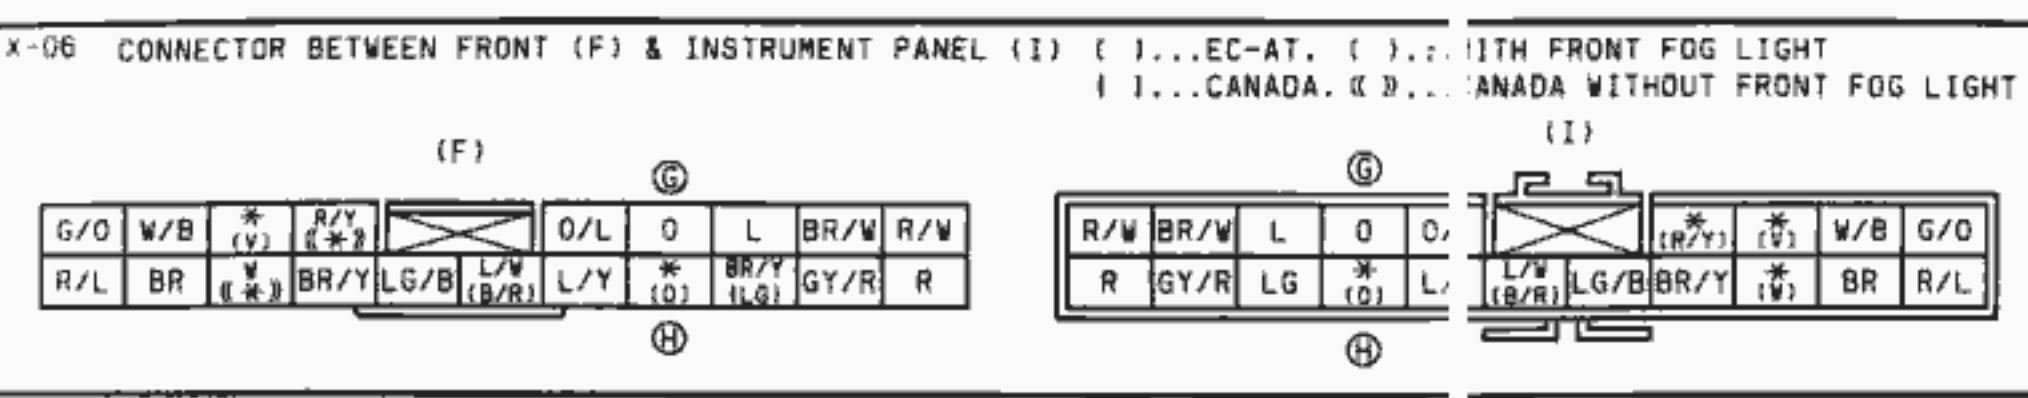 X-06 CONNECTOR BETWEEN FRONT (F) & INSTRUMENT PANEL (I) ( )...EC-AT. ( )... ITH FRONT FOG LIGHT
( )...CANADA. 《 》... ANADA WITHOUT FRONT FOG LIGHT
(F)
G
G/O W/B * (V) R/Y 《*》 O/L O L BR/W R/W
R/L BR W 《*》 BR/Y LG/B L/W (B/R) L/Y * (O) BR/Y (LG) GY/R R
H
(I)
G
R/W BR/W L O O/ * (R/Y) * (V) W/B G/O
R GY/R LG * (O) L/ L/W (B/R) LG/B BR/Y * (W) BR R/L
H